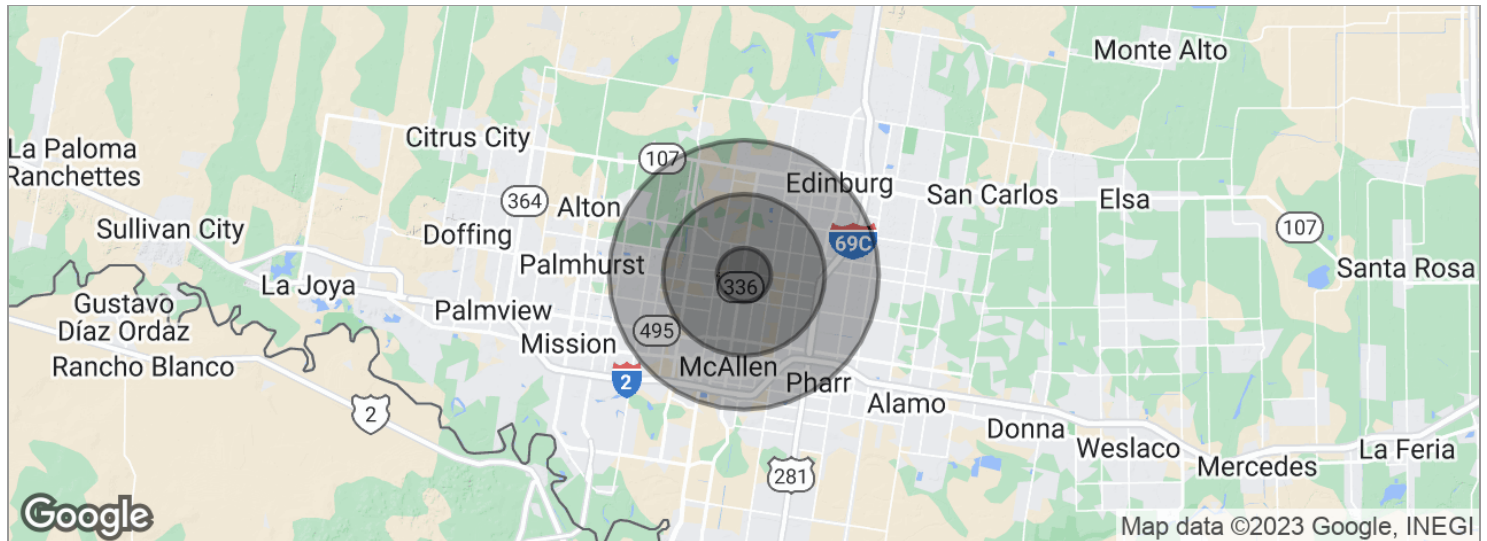 Monte Alto
Citrus City
La Paloma
Ranchettes
107
Edinburg
San Carlos
Elsa
364
Alton
Sullivan City
Doffing
107
69C
Palmhurst
Santa Rosa
La Joya
336
Gustavo
Díaz Ordaz
Palmview
495
Mission
Rancho Blanco
McAllen
2
Pharr
2
Alamo
Donna
Weslaco
La Feria
Mercedes
281
Google
Map data ©2023 Google, INEGI